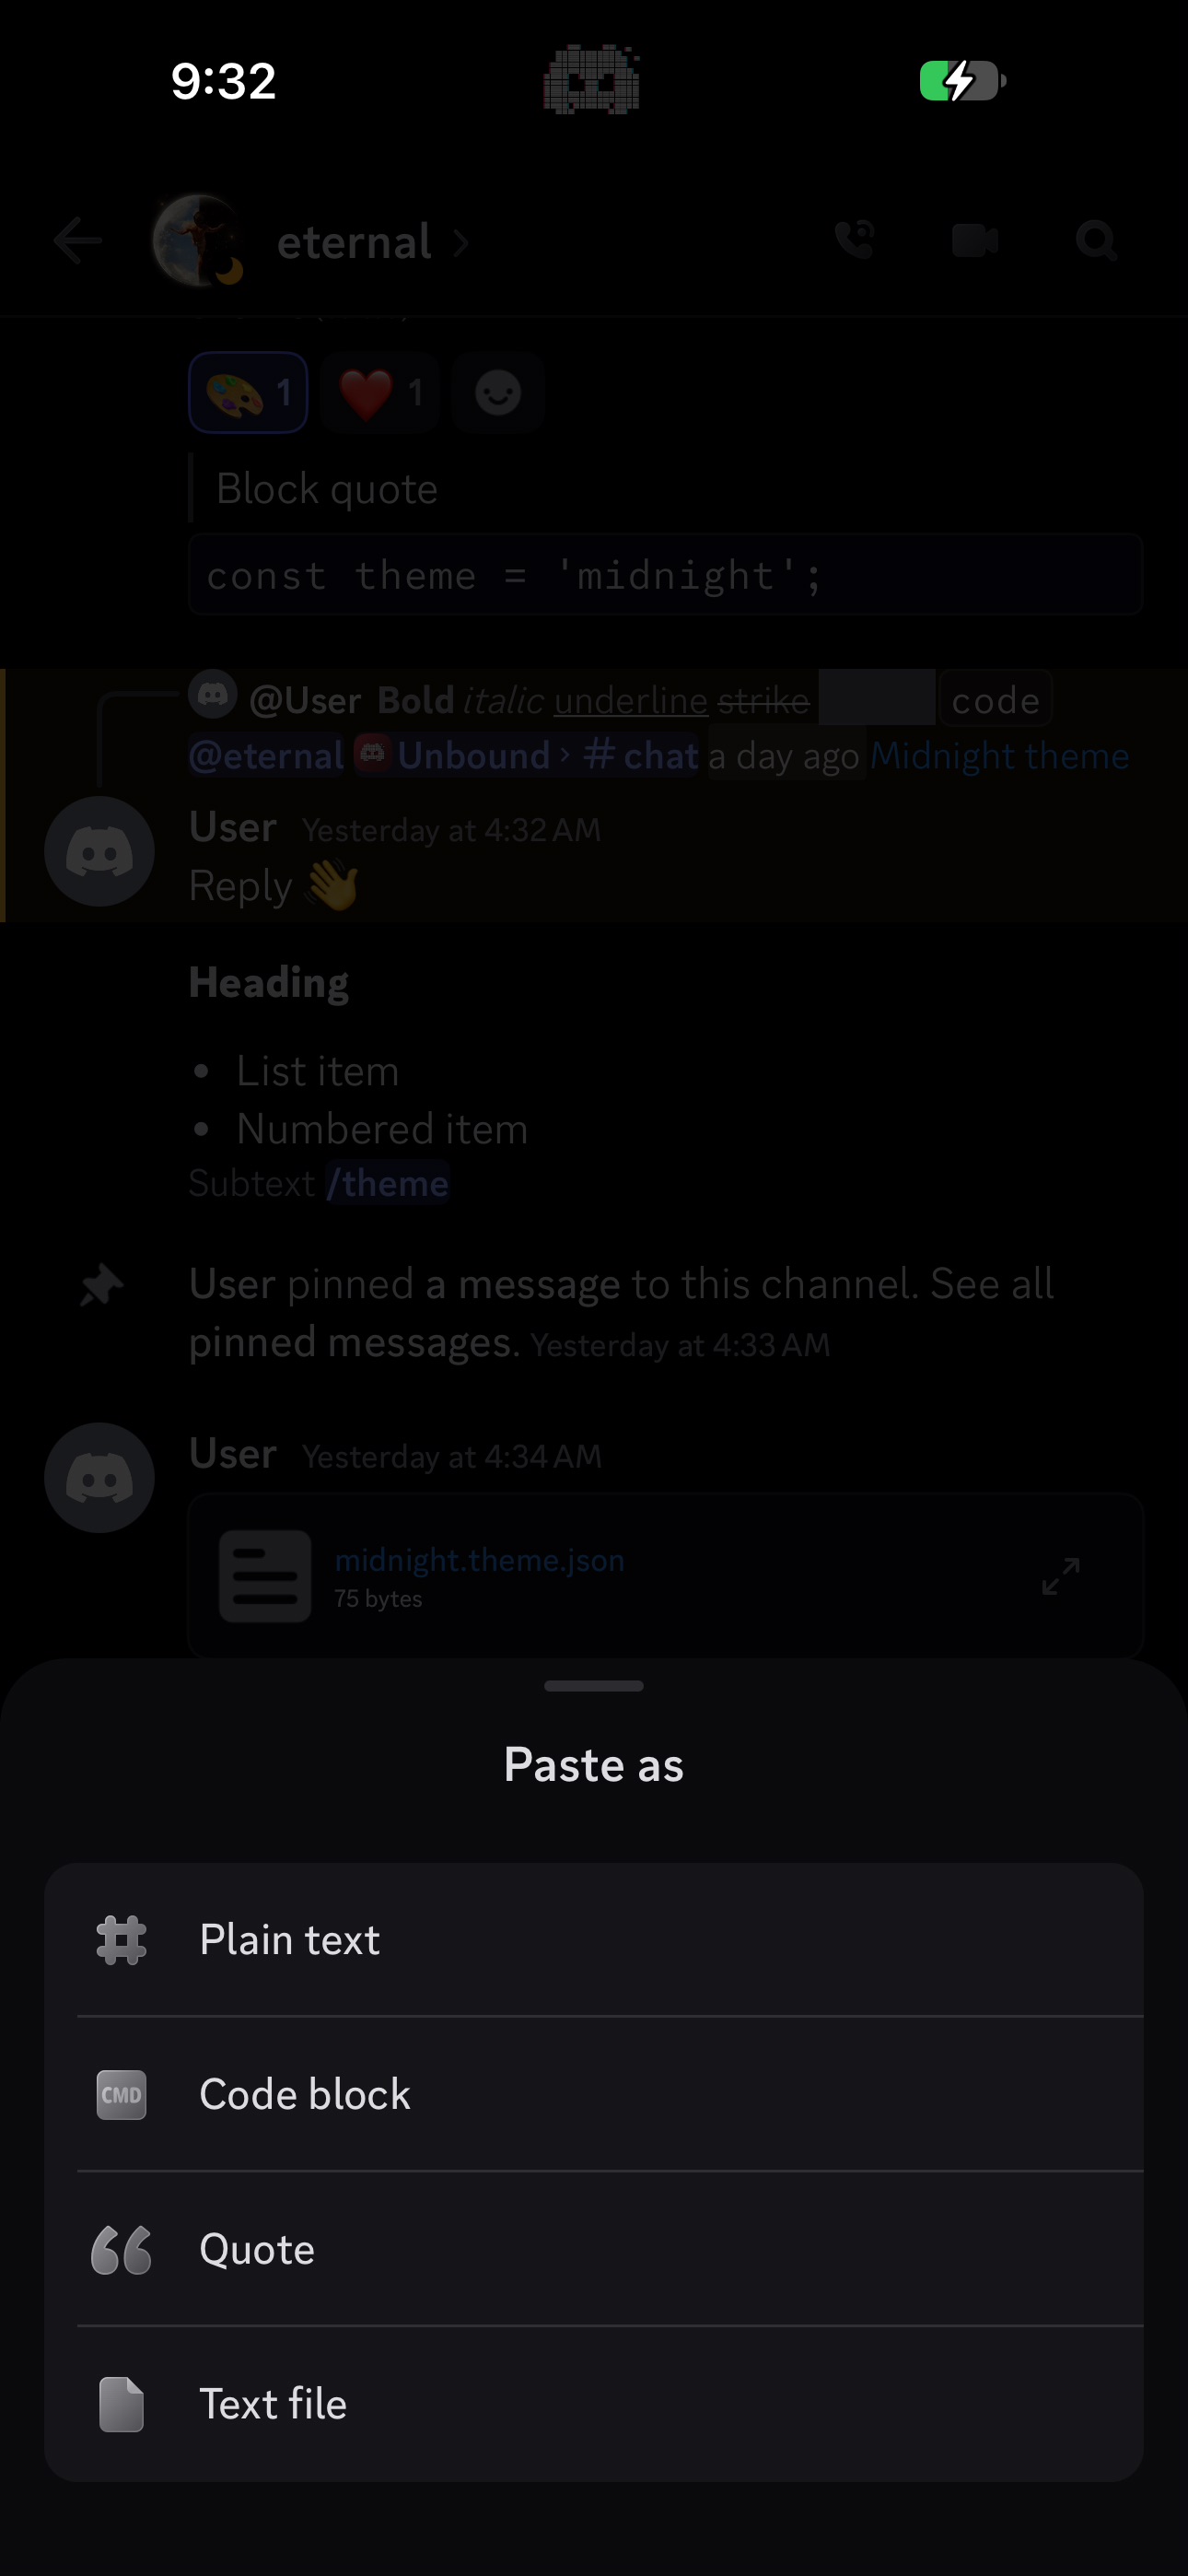 9:32
eternal
1 1
Block quote
const theme = 'midnight';
@User Bold italic underline strike code
@eternal Unbound › # chat a day ago Midnight theme
User Yesterday at 4:32 AM
Reply 👋
Heading
• List item
• Numbered item
Subtext /theme
User pinned a message to this channel. See all
pinned messages. Yesterday at 4:33 AM
User Yesterday at 4:34 AM
midnight.theme.json
75 bytes
Paste as
Plain text
CMD Code block
Quote
Text file